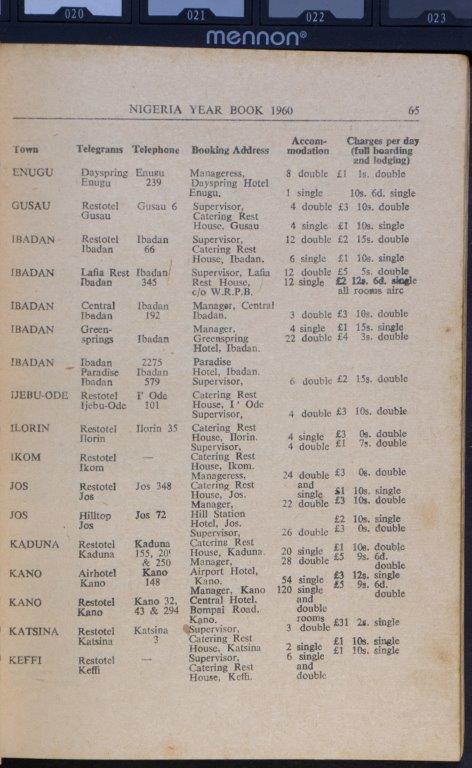 020 021 022 023
mennon®
NIGERIA YEAR BOOK 1960 65
Town Telegrams Telephone Booking Address Accom- Charges per day
modation (full boarding
and lodging)
ENUGU Dayspring Enugu Manageress, 8 double £1 1s. double
Enugu 239 Dayspring Hotel
Enugu. 1 single 10s. 6d. single
GUSAU Restotel Gusau 6 Supervisor, 4 double £3 10s. double
Gusau Catering Rest
House, Gusau 4 single £1 10s. single
IBADAN Restotel Ibadan Supervisor, 12 double £2 15s. double
Ibadan 66 Catering Rest
House, Ibadan. 6 single £1 10s. single
IBADAN Lafia Rest Ibadan Supervisor, Lafia 12 double £5 5s. double
Ibadan 345 Rest House, 12 single £2 12s. 6d. single
c/o W.R.P.B. all rooms airc
IBADAN Central Ibadan Manager, Central
Ibadan 192 Ibadan. 3 double £3 10s. double
IBADAN Green- Manager, 4 single £1 15s. single
springs Ibadan Greenspring 22 double £4 3s. double
Hotel, Ibadan.
IBADAN Ibadan 2275 Paradise
Paradise Ibadan Hotel, Ibadan.
Ibadan 579 Supervisor, 6 double £2 15s. double
IJEBU-ODE Restotel I' Ode Catering Rest
Ijebu-Ode 101 House, I' Ode
Supervisor, 4 double £3 10s. double
ILORIN Restotel Ilorin 35 Catering Rest
Ilorin House, Ilorin. 4 single £3 0s. double
Supervisor, 4 double £1 7s. double
IKOM Restotel — Catering Rest
Ikom House, Ikom.
Manageress, 24 double £3 0s. double
JOS Restotel Jos 348 Catering Rest and
Jos House, Jos. single £1 10s. single
Manager, 22 double £3 10s. double
JOS Hilltop Jos 72 Hill Station
Jos Hotel, Jos. £2 10s. single
Supervisor, 26 double £3 0s. double
KADUNA Restotel Kaduna Catering Rest
Kaduna 155, 20 House, Kaduna. 20 single £1 10s. double
& 250 Manager, 28 double £5 9s. 6d.
double
KANO Airhotel Kano Airport Hotel,
Kano 148 Kano. 54 single £3 12s. single
Manager, Kano 120 single £5 9s. 6d.
double
KANO Restotel Kano 32, Central Hotel, and
Kano 43 & 294 Bompai Road, double
Kano. rooms
KATSINA Restotel Katsina Supervisor, 3 double £31 2s. single
Katsina 3 Catering Rest
House, Katsina 2 single £1 10s. single
KEFFI Restotel — Supervisor, 6 single £1 10s. single
Keffi Catering Rest and
House, Keffi. double